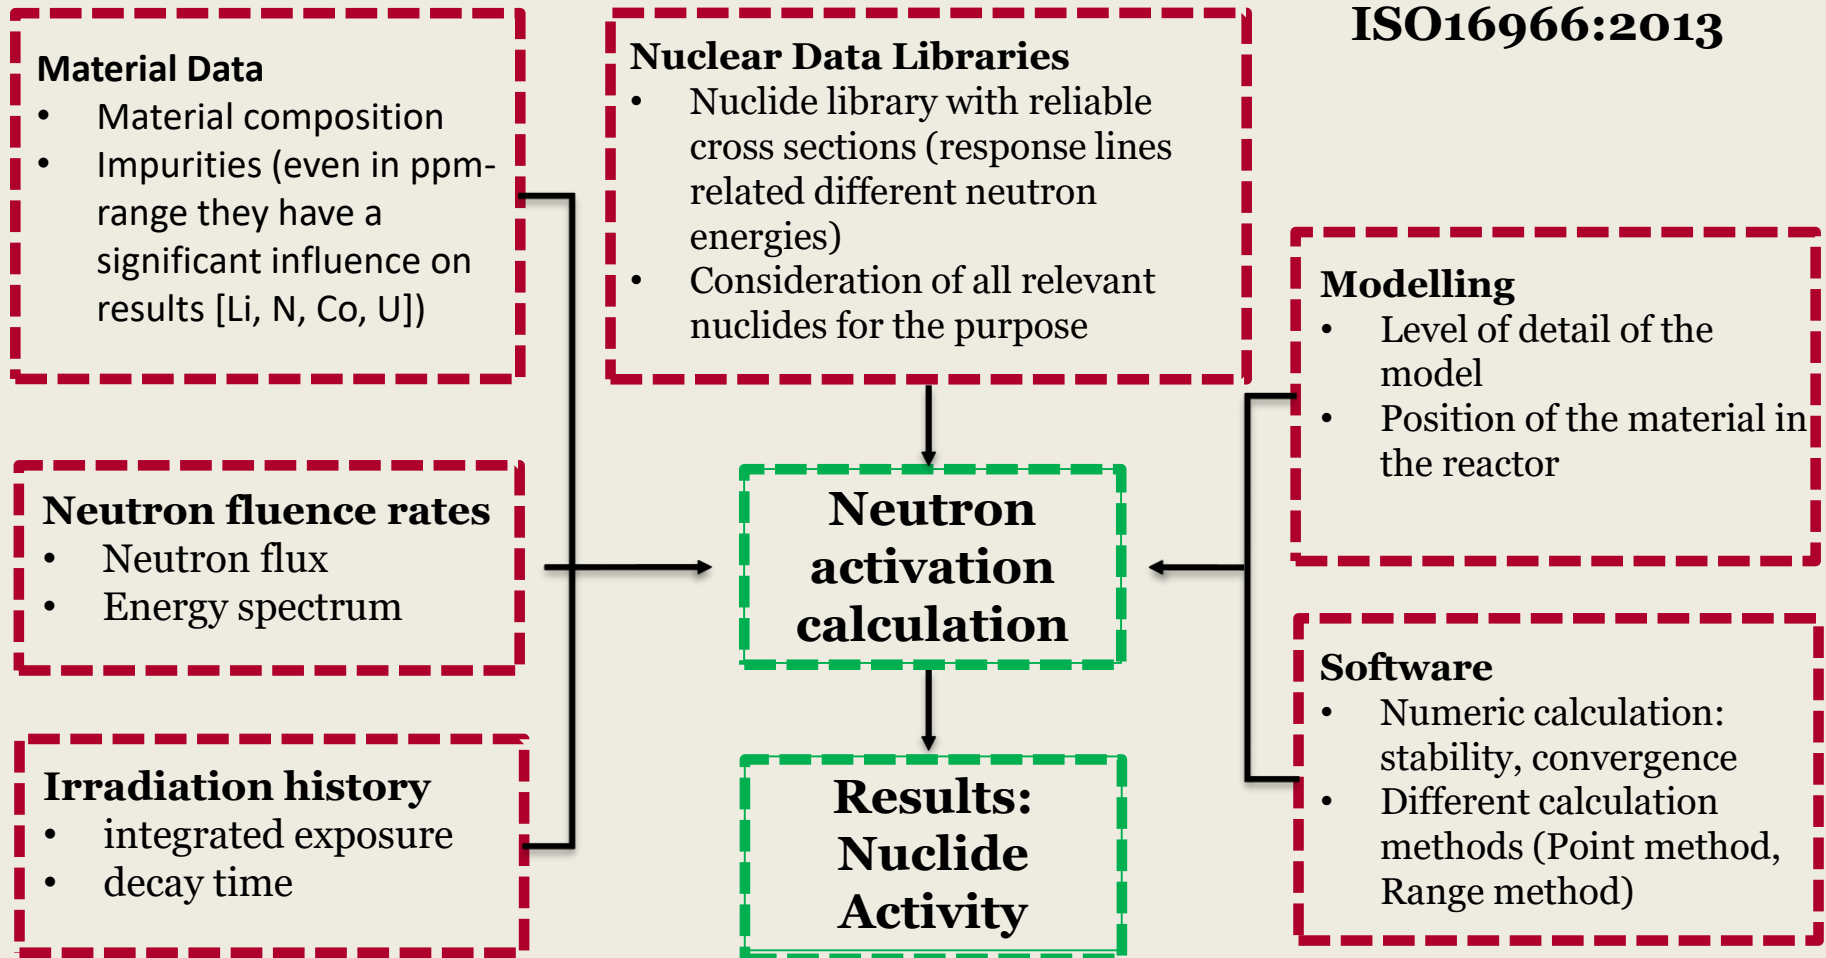 ISO16966:2013
Material Data
• Material composition
• Impurities (even in ppm-
range they have a
significant influence on
results [Li, N, Co, U])
Nuclear Data Libraries
• Nuclide library with reliable
cross sections (response lines
related different neutron
energies)
• Consideration of all relevant
nuclides for the purpose
Modelling
• Level of detail of the
model
• Position of the material in
the reactor
Neutron fluence rates
• Neutron flux
• Energy spectrum
Neutron
activation
calculation
Software
• Numeric calculation:
stability, convergence
• Different calculation
methods (Point method,
Range method)
Irradiation history
• integrated exposure
• decay time
Results:
Nuclide
Activity